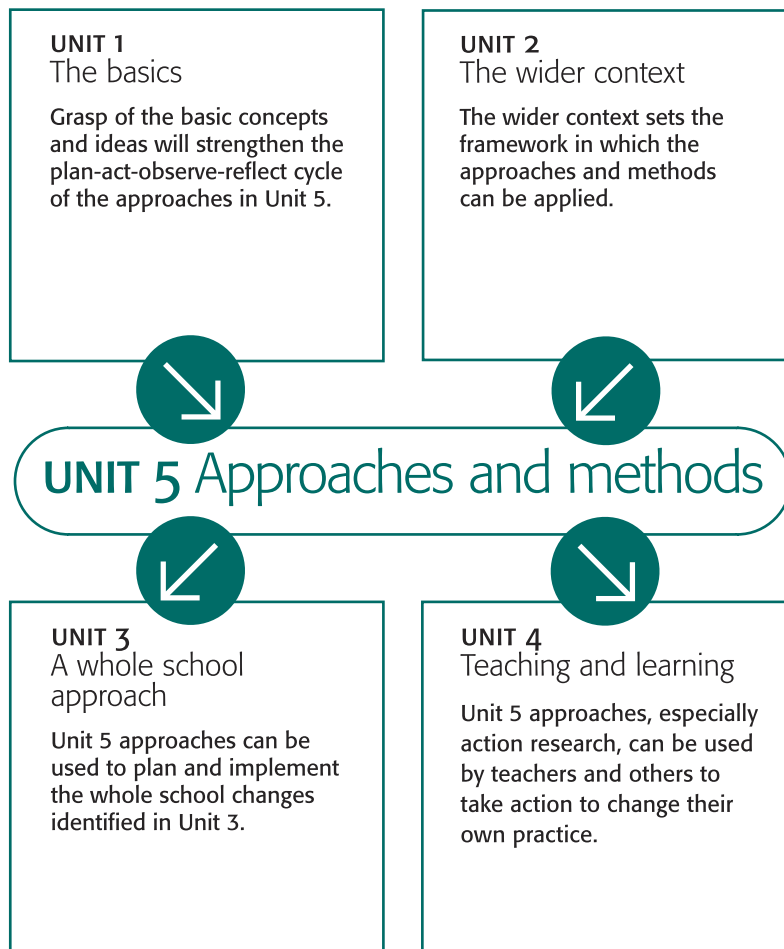 UNIT 1
The basics
Grasp of the basic concepts
and ideas will strengthen the
plan-act-observe-reflect cycle
of the approaches in Unit 5.
UNIT 2
The wider context
The wider context sets the
framework in which the
approaches and methods
can be applied.
UNIT 5 Approaches and methods
UNIT 3
A whole school
approach
Unit 5 approaches can be
used to plan and implement
the whole school changes
identified in Unit 3.
UNIT 4
Teaching and learning
Unit 5 approaches, especially
action research, can be used
by teachers and others to
take action to change their
own practice.